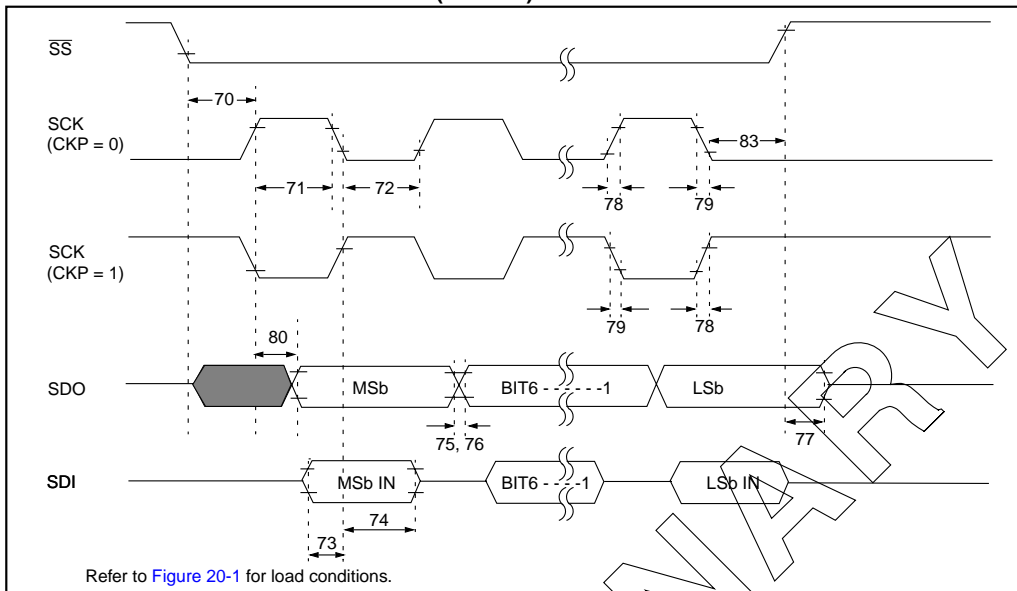 SS
70
SCK
(CKP = 0)
83
71
72
78
79
SCK
(CKP = 1)
79
78
80
SDO
MSb
BIT6 - - - - - -1
LSb
75, 76
77
SDI
MSb IN
BIT6 - - - -1
LSb IN
74
73
Refer to Figure 20-1 for load conditions.
NARY